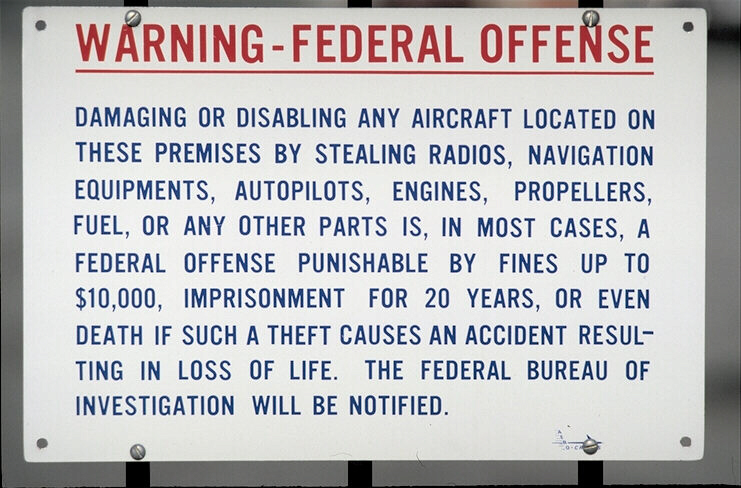 WARNING-FEDERAL OFFENSE
DAMAGING OR DISABLING ANY AIRCRAFT LOCATED ON
THESE PREMISES BY STEALING RADIOS, NAVIGATION
EQUIPMENTS, AUTOPILOTS, ENGINES, PROPELLERS,
FUEL, OR ANY OTHER PARTS IS, IN MOST CASES, A
FEDERAL OFFENSE PUNISHABLE BY FINES UP TO
$10,000, IMPRISONMENT FOR 20 YEARS, OR EVEN
DEATH IF SUCH A THEFT CAUSES AN ACCIDENT RESUL-
TING IN LOSS OF LIFE. THE FEDERAL BUREAU OF
INVESTIGATION WILL BE NOTIFIED.